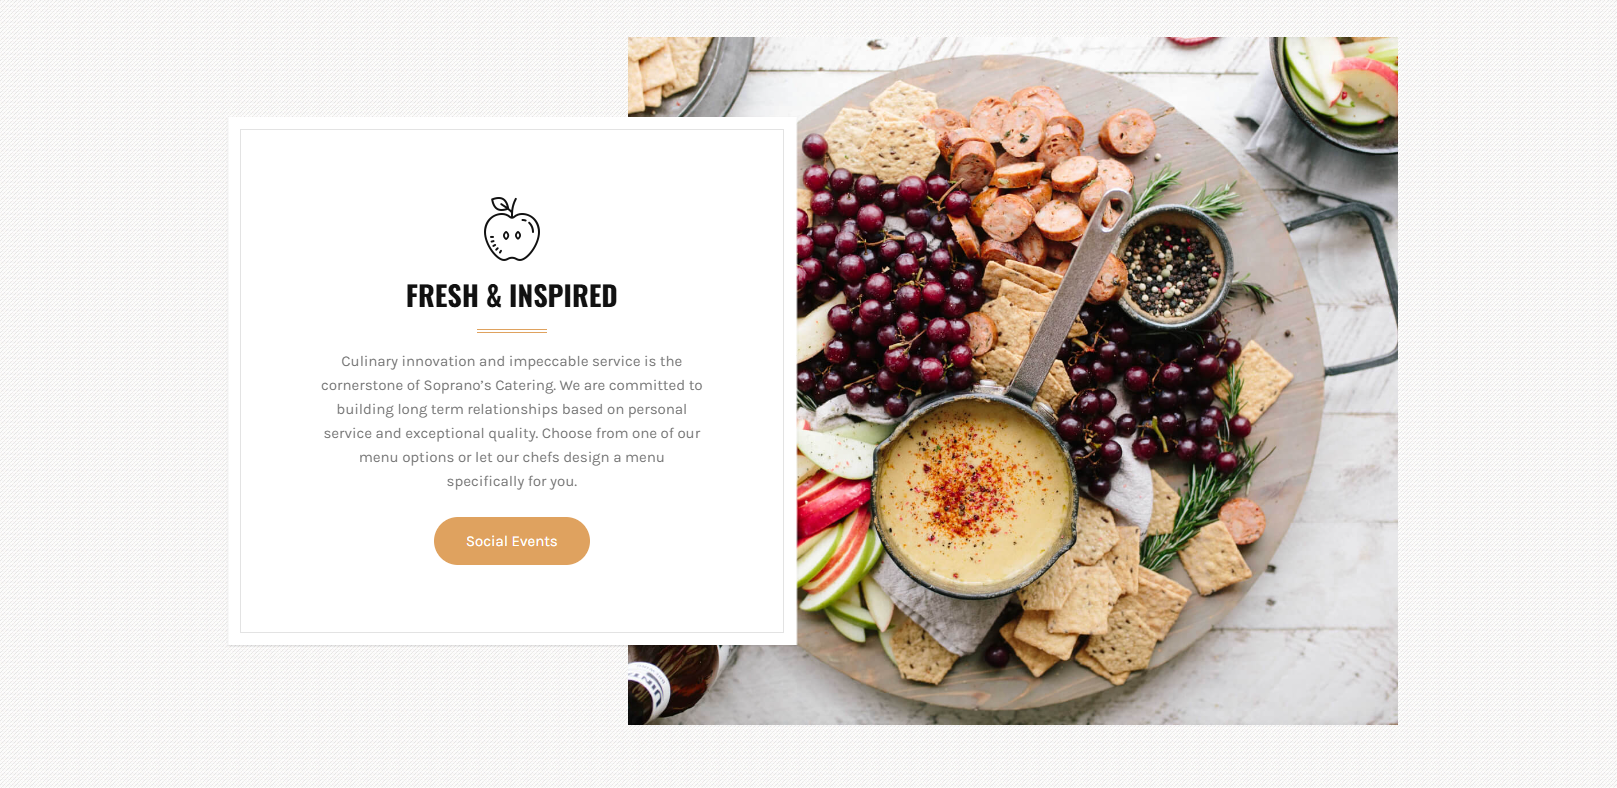 FRESH & INSPIRED
Culinary innovation and impeccable service is the
cornerstone of Soprano's Catering. We are committed to
building long term relationships based on personal
service and exceptional quality. Choose from one of our
menu options or let our chefs design a menu
specifically for you.
Social Events